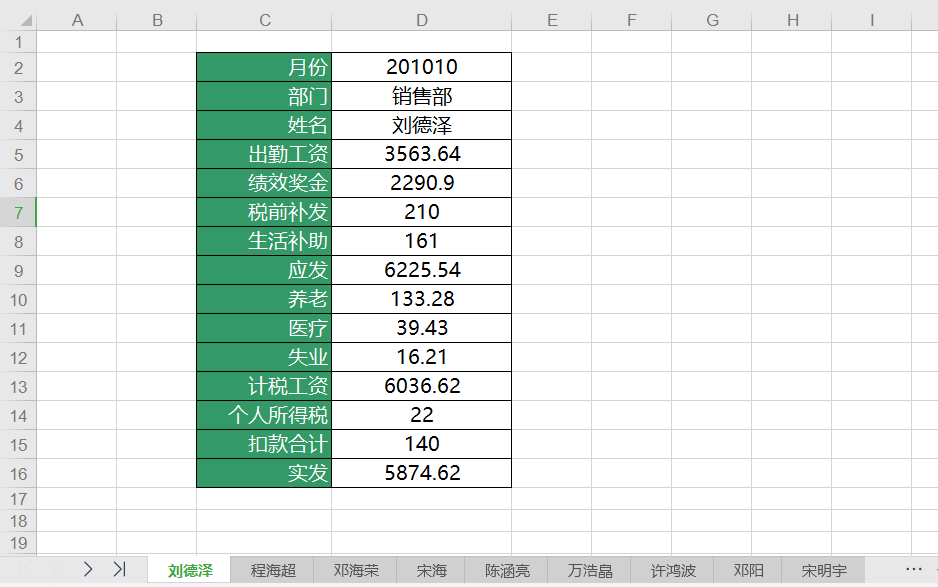 A B C D E F G H I
1
2 月份 201010
3 部门 销售部
4 姓名 刘德泽
5 出勤工资 3563.64
6 绩效奖金 2290.9
7 税前补发 210
8 生活补助 161
9 应发 6225.54
10 养老 133.28
11 医疗 39.43
12 失业 16.21
13 计税工资 6036.62
14 个人所得税 22
15 扣款合计 140
16 实发 5874.62
17
18
19
刘德泽 程海超 邓海荣 宋海 陈涵亮 万浩晶 许鸿波 邓阳 宋明宇 ···